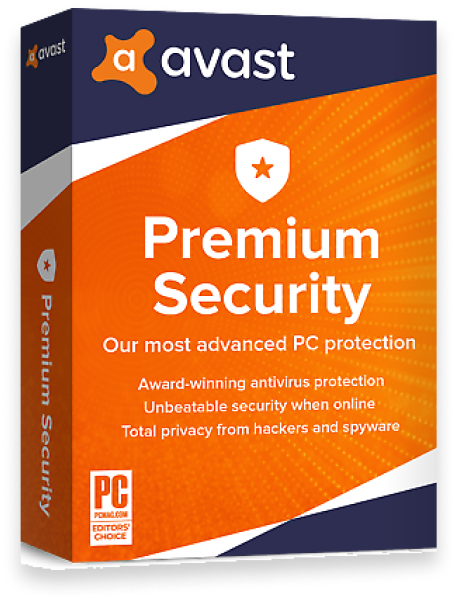 avast
Premium Security
a avast
Premium
Security
Our most advanced PC protection
Award-winning antivirus protection
Unbeatable security when online
Total privacy from hackers and spyware
PC
PCMAG.COM
EDITORS'
CHOICE